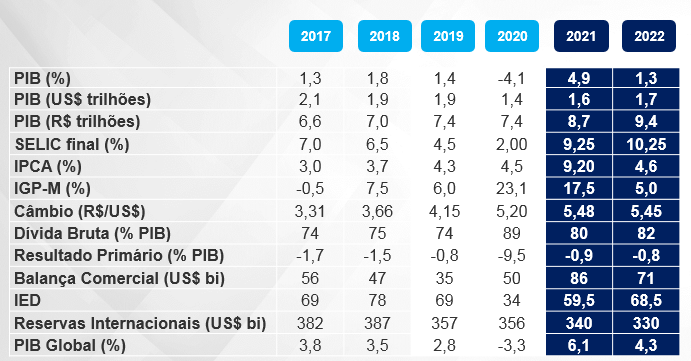 2017 2018 2019 2020 2021 2022
PIB (%) 1,3 1,8 1,4 -4,1 4,9 1,3
PIB (US$ trilhões) 2,1 1,9 1,9 1,4 1,6 1,7
PIB (R$ trilhões) 6,6 7,0 7,4 7,4 8,7 9,4
SELIC final (%) 7,0 6,5 4,5 2,00 9,25 10,25
IPCA (%) 3,0 3,7 4,3 4,5 9,20 4,6
IGP-M (%) -0,5 7,5 6,0 23,1 17,5 5,0
Câmbio (R$/US$) 3,31 3,66 4,15 5,20 5,48 5,45
Dívida Bruta (% PIB) 74 75 74 89 80 82
Resultado Primário (% PIB) -1,7 -1,5 -0,8 -9,5 -0,9 -0,8
Balança Comercial (US$ bi) 56 47 35 50 86 71
IED 69 78 69 34 59,5 68,5
Reservas Internacionais (US$ bi) 382 387 357 356 340 330
PIB Global (%) 3,8 3,5 2,8 -3,3 6,1 4,3